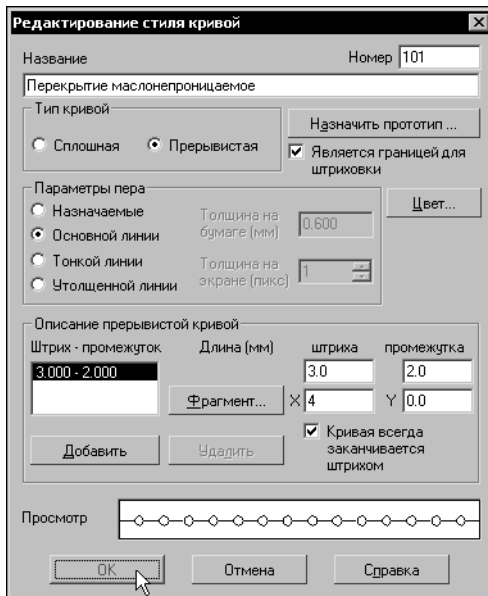 Редактирование стиля кривой
Название
Номер 101
Перекрытие маслонепроницаемое
Тип кривой
Сплошная Прерывистая
Назначить прототип ...
Является границей для
штриховки
Параметры пера
Назначаемые
Основной линии
Тонкой линии
Утолщенной линии
Толщина на
бумаге (мм)
0.600
Толщина на
экране (пикс)
1
Цвет...
Описание прерывистой кривой
Штрих - промежуток Длина (мм) штриха промежутка
3.000 - 2.000
3.0 2.0
Фрагмент... X 4 Y 0.0
Добавить Удалить
Кривая всегда
заканчивается
штрихом
Просмотр
OK Отмена Справка